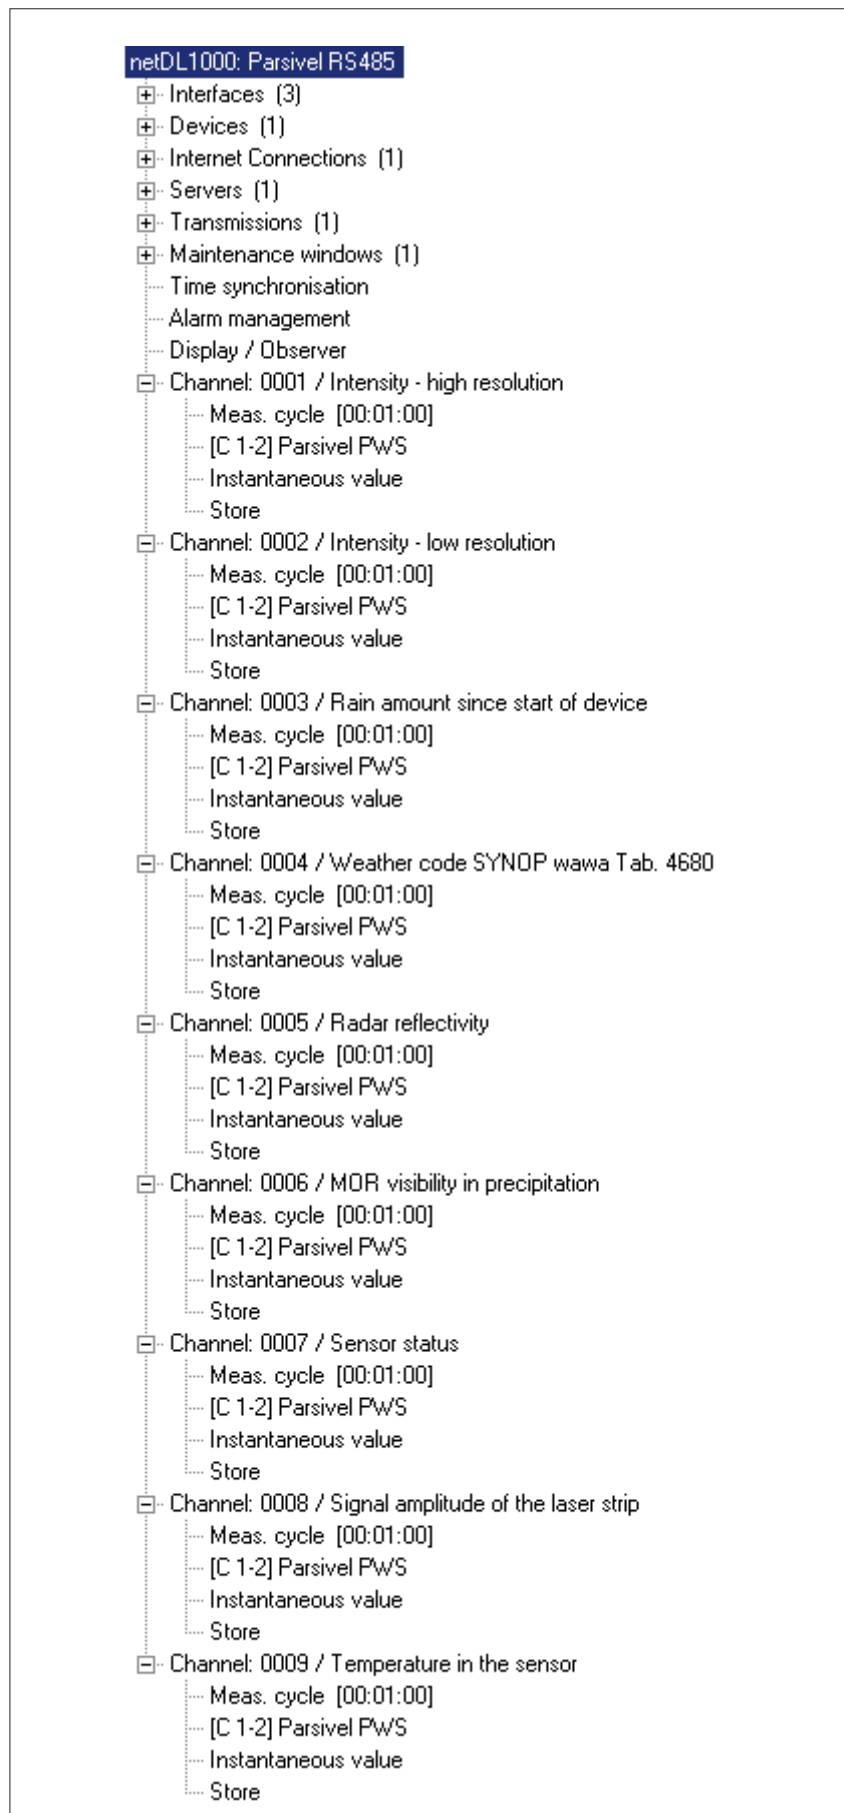 netDL1000: Parsivel RS485
Interfaces (3)
Devices (1)
Internet Connections (1)
Servers (1)
Transmissions (1)
Maintenance windows (1)
Time synchronisation
Alarm management
Display / Observer
Channel: 0001 / Intensity - high resolution
Meas. cycle [00:01:00]
[C 1-2] Parsivel PWS
Instantaneous value
Store
Channel: 0002 / Intensity - low resolution
Meas. cycle [00:01:00]
[C 1-2] Parsivel PWS
Instantaneous value
Store
Channel: 0003 / Rain amount since start of device
Meas. cycle [00:01:00]
[C 1-2] Parsivel PWS
Instantaneous value
Store
Channel: 0004 / Weather code SYNOP wawa Tab. 4680
Meas. cycle [00:01:00]
[C 1-2] Parsivel PWS
Instantaneous value
Store
Channel: 0005 / Radar reflectivity
Meas. cycle [00:01:00]
[C 1-2] Parsivel PWS
Instantaneous value
Store
Channel: 0006 / MOR visibility in precipitation
Meas. cycle [00:01:00]
[C 1-2] Parsivel PWS
Instantaneous value
Store
Channel: 0007 / Sensor status
Meas. cycle [00:01:00]
[C 1-2] Parsivel PWS
Instantaneous value
Store
Channel: 0008 / Signal amplitude of the laser strip
Meas. cycle [00:01:00]
[C 1-2] Parsivel PWS
Instantaneous value
Store
Channel: 0009 / Temperature in the sensor
Meas. cycle [00:01:00]
[C 1-2] Parsivel PWS
Instantaneous value
Store